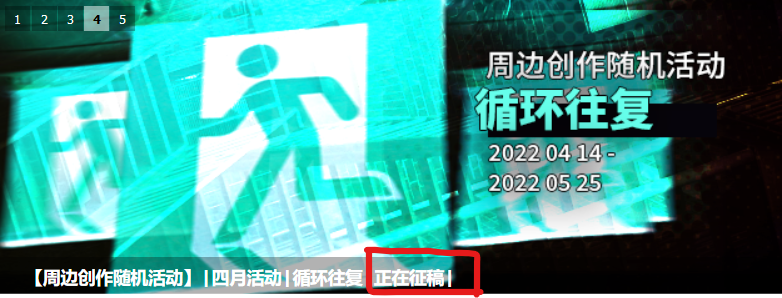 1 2 3 4 5
周边创作随机活动
循环往复
2022 04 14 -
2022 05 25
【周边创作随机活动】 | 四月活动 | 循环往复 | 正在征稿 |